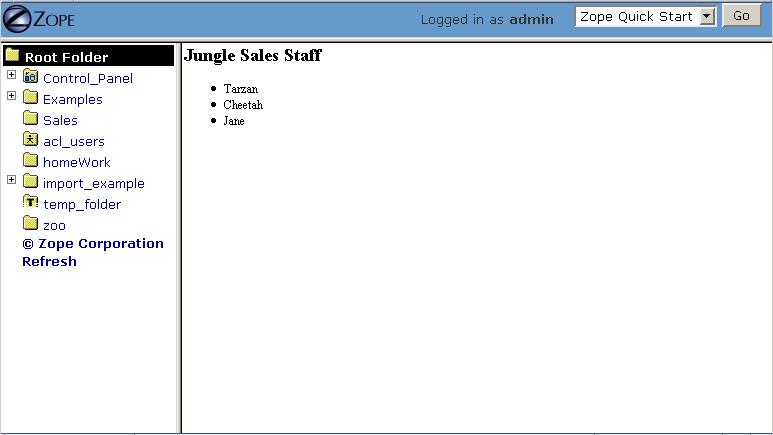 ZOPE
Logged in as admin
Zope Quick Start
Go
Root Folder
Control_Panel
Examples
Sales
acl_users
homeWork
import_example
temp_folder
zoo
© Zope Corporation
Refresh
Jungle Sales Staff
• Tarzan
• Cheetah
• Jane